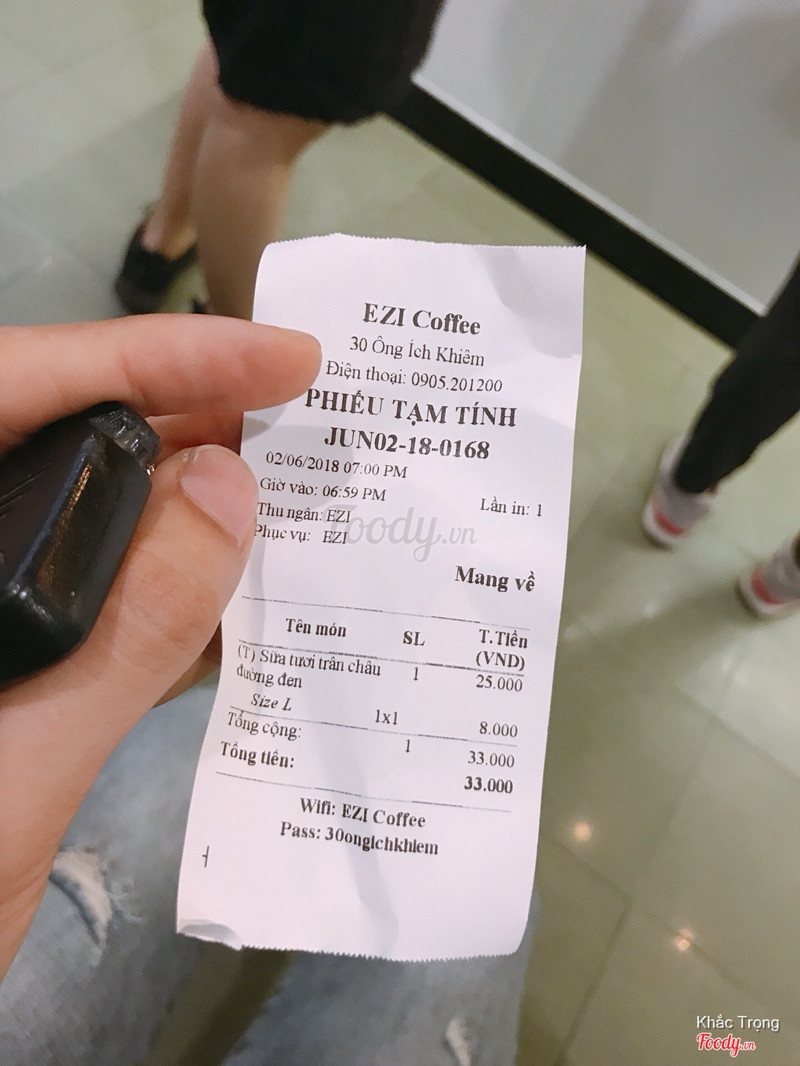 EZI Coffee
30 Ông Ích Khiêm
Điện thoại: 0905.201200
PHIẾU TẠM TÍNH
JUN02-18-0168
02/06/2018 07:00 PM
Giờ vào: 06:59 PM
Lần in: 1
Thu ngân: EZI
Phục vụ: EZI
Foody.vn
Mang về
Tên món SL T.Tiền
(VND)
(T) Sữa tươi trân châu 1 25.000
đường đen
Size L 1x1 8.000
Tổng cộng: 1 33.000
Tổng tiền: 33.000
Wifi: EZI Coffee
Pass: 30ongichkhiem
Khắc Trọng
Foody.vn